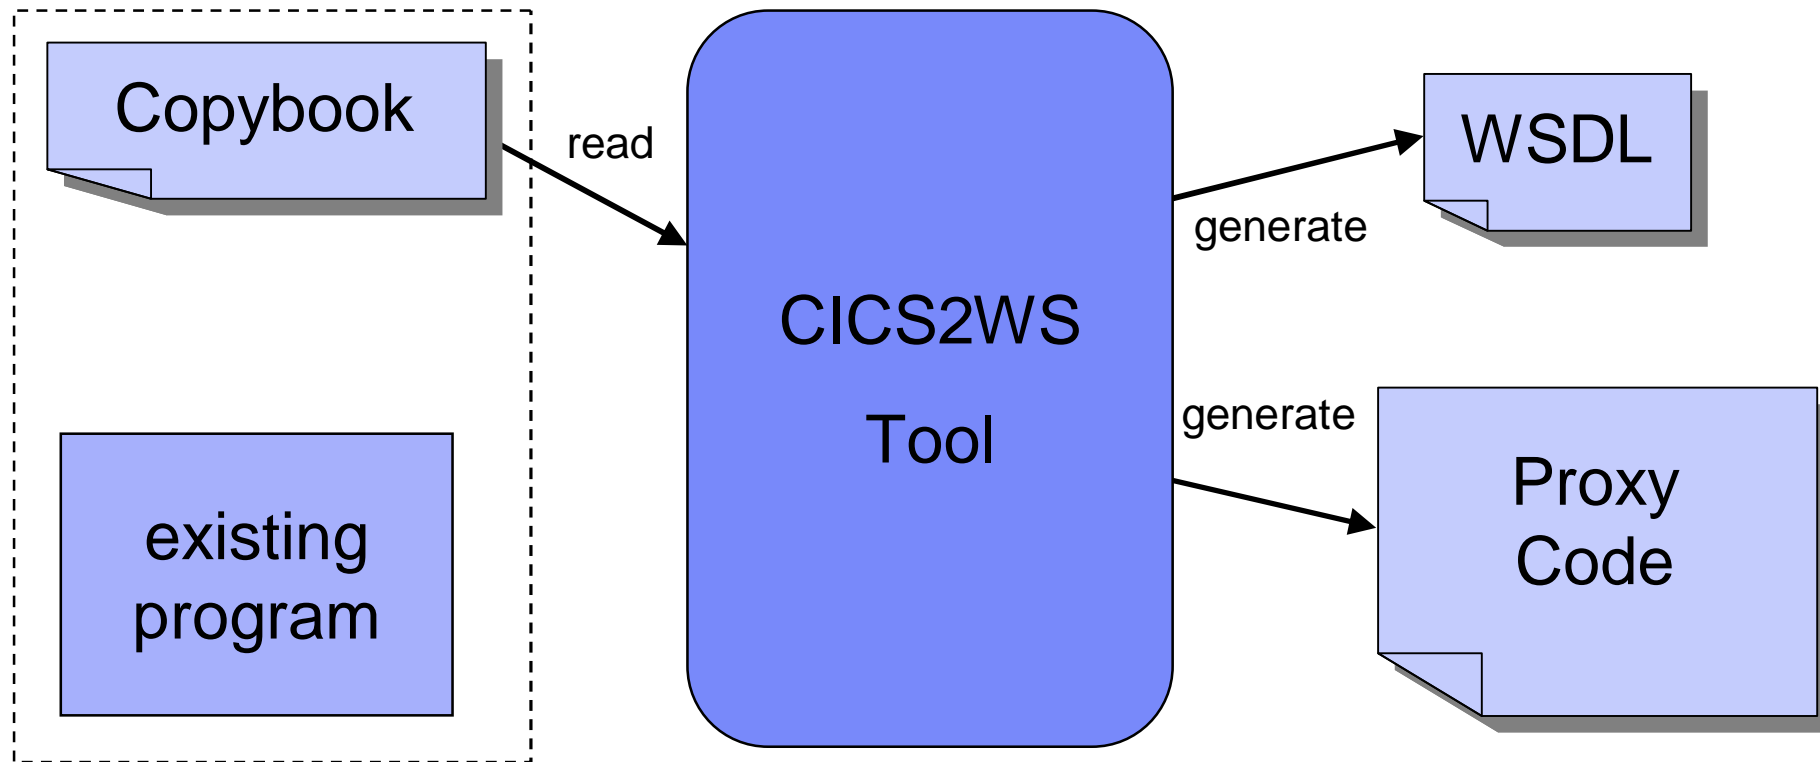 Copybook
read
WSDL
generate
CICS2WS
Tool
generate
existing
program
Proxy
Code